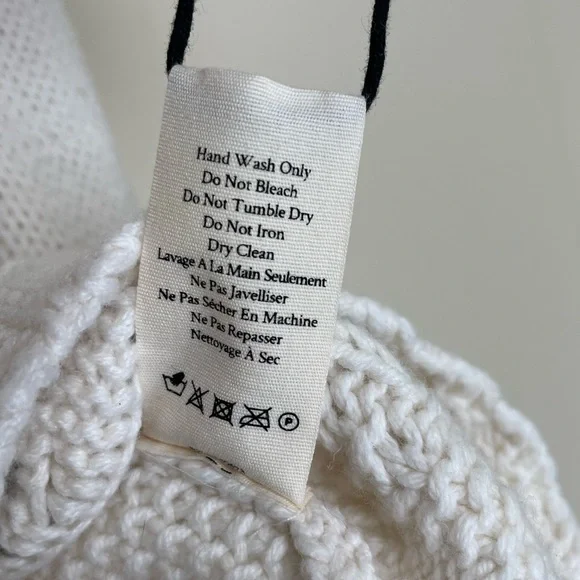 Hand Wash Only
Do Not Bleach
Do Not Tumble Dry
Do Not Iron
Dry Clean
Lavage A La Main Seulement
Ne Pas Javelliser
Ne Pas Sécher En Machine
Ne Pas Repasser
Nettoyage À Sec
P